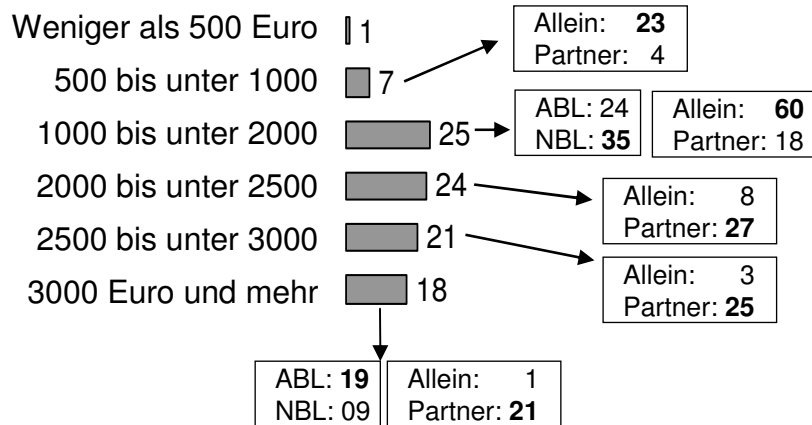 Weniger als 500 Euro 1
500 bis unter 1000 7
Allein: 23
Partner: 4
1000 bis unter 2000 25
ABL: 24
NBL: 35
Allein: 60
Partner: 18
2000 bis unter 2500 24
Allein: 8
Partner: 27
2500 bis unter 3000 21
Allein: 3
Partner: 25
3000 Euro und mehr 18
ABL: 19
NBL: 09
Allein: 1
Partner: 21